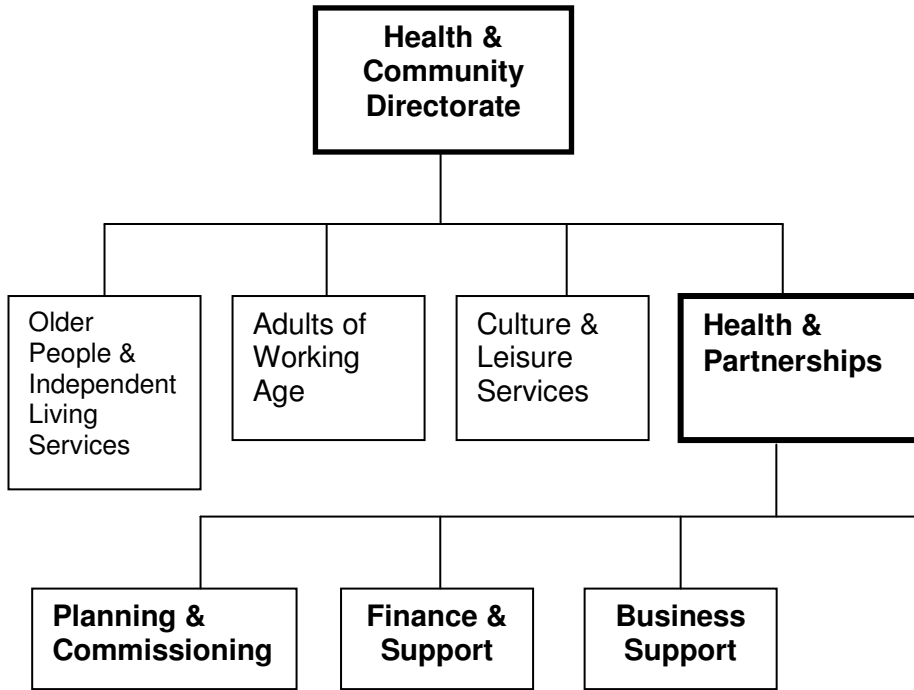 Health &
Community
Directorate
Older
People &
Independent
Living
Services
Adults of
Working
Age
Culture &
Leisure
Services
Health &
Partnerships
Planning &
Commissioning
Finance &
Support
Business
Support